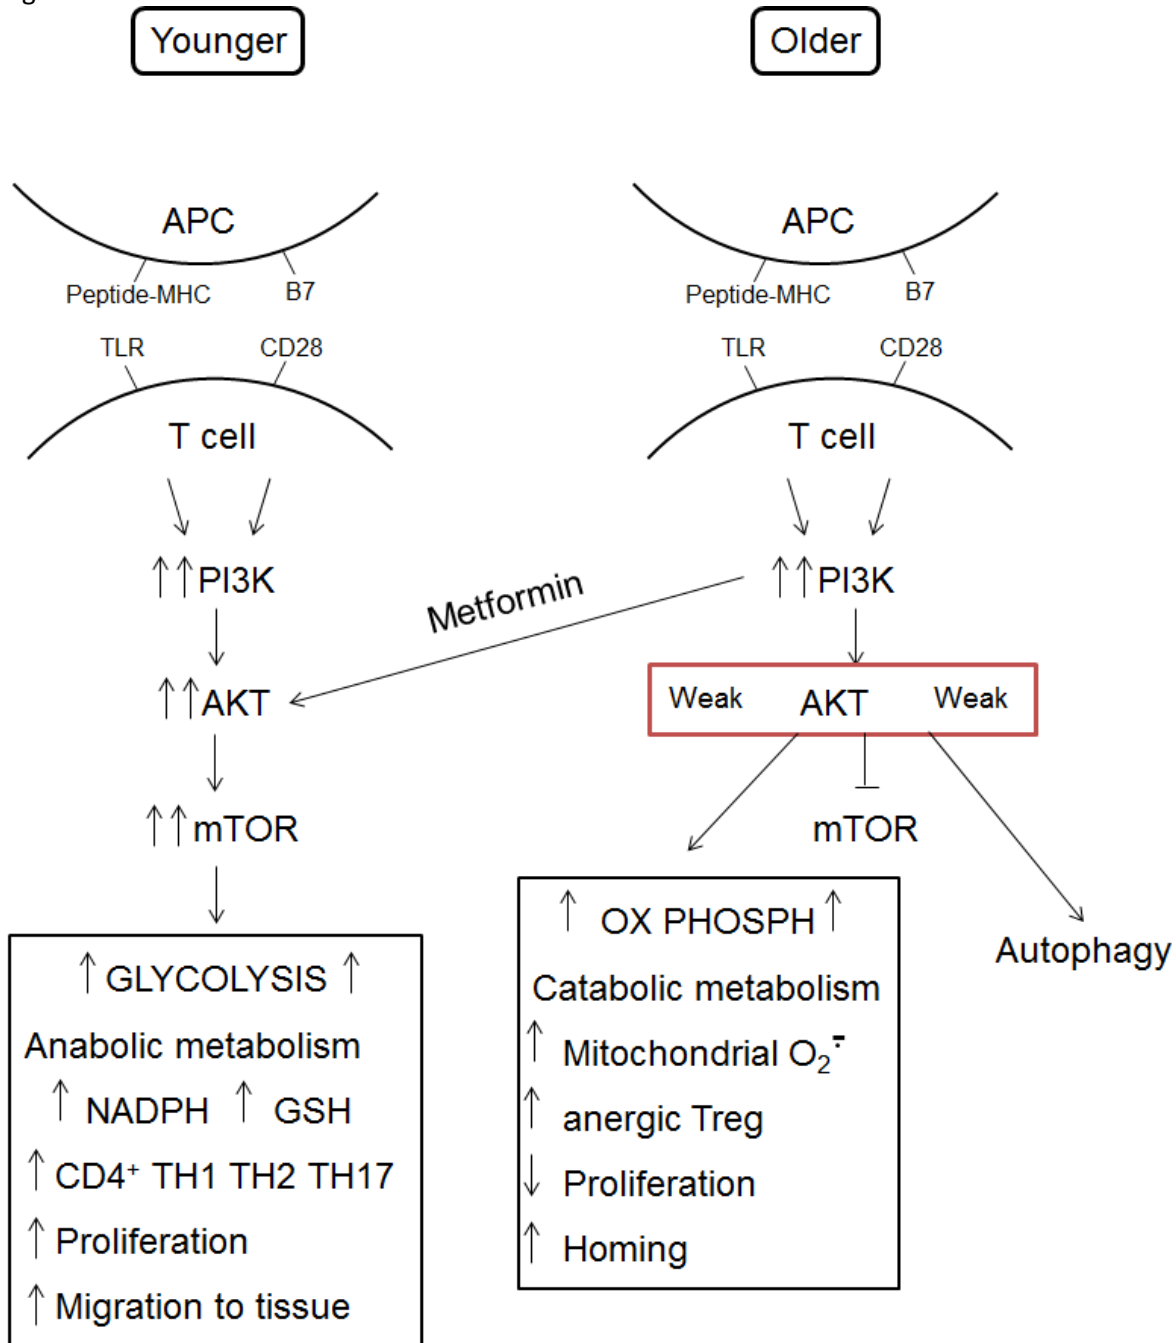 Younger
APC
Peptide-MHC B7
TLR CD28
T cell
↑↑PI3K
↑↑AKT
↑↑mTOR
↑ GLYCOLYSIS ↑
Anabolic metabolism
↑ NADPH ↑ GSH
↑ CD4⁺ TH1 TH2 TH17
↑ Proliferation
↑ Migration to tissue
Metformin
Older
APC
Peptide-MHC B7
TLR CD28
T cell
↑↑PI3K
Weak AKT Weak
mTOR
↑ OX PHOSPH ↑
Catabolic metabolism
↑ Mitochondrial O₂⨪
↑ anergic Treg
↓ Proliferation
↑ Homing
Autophagy